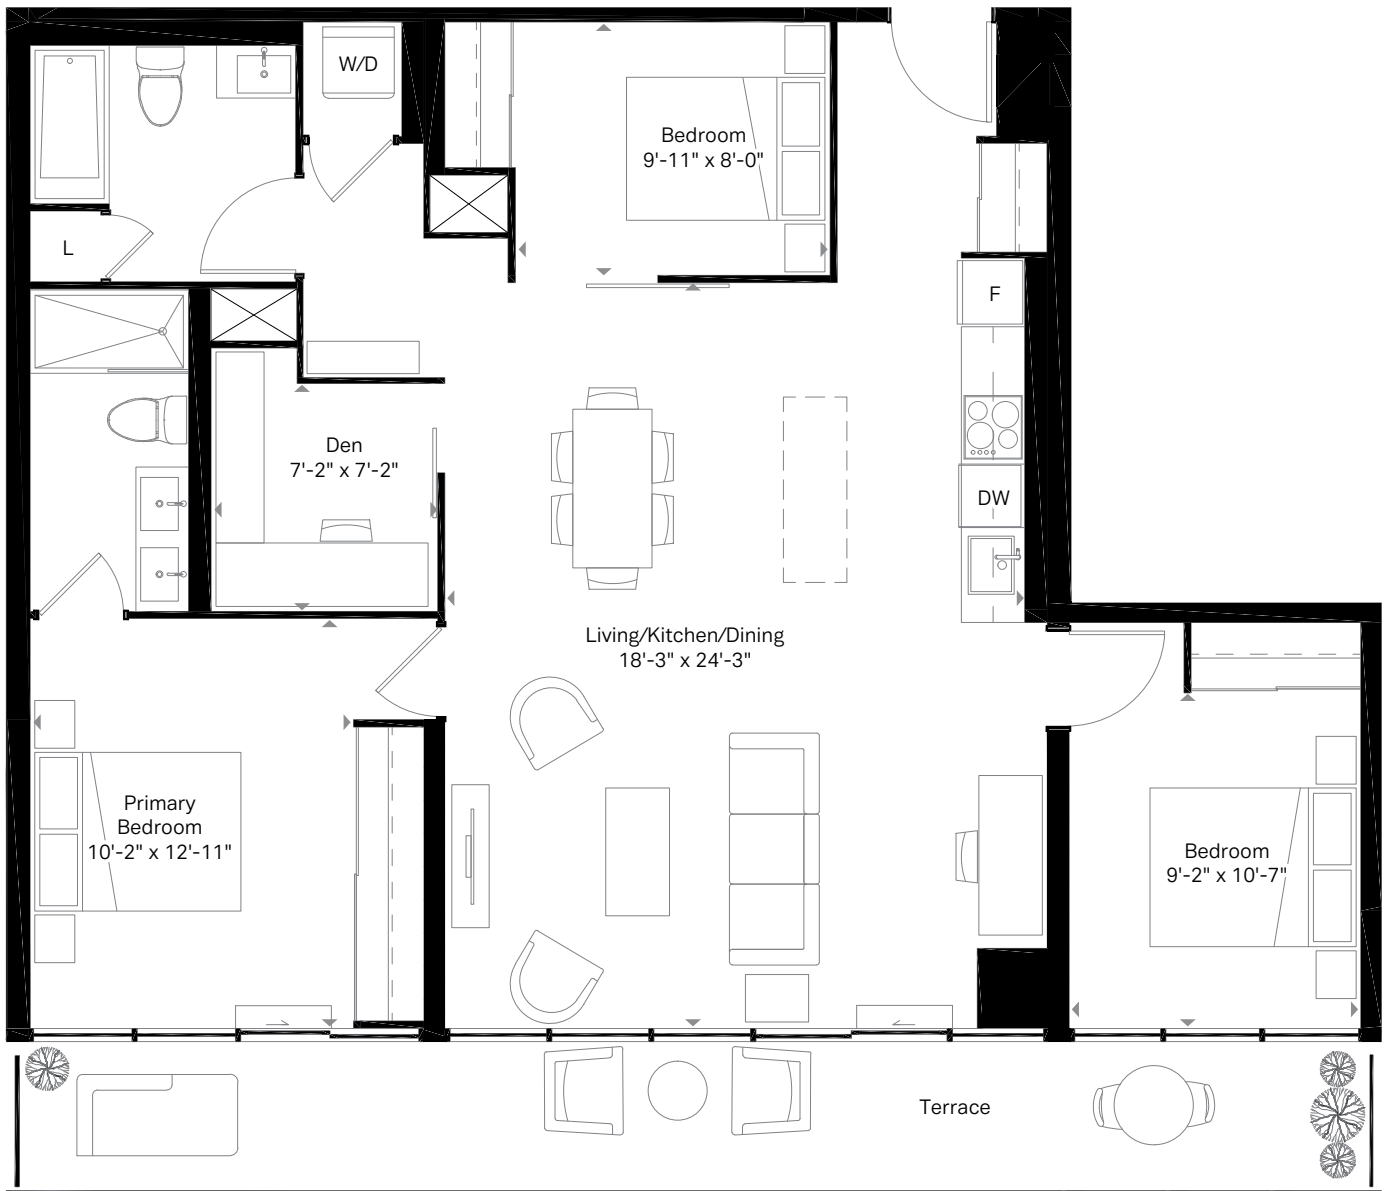 W/D
Bedroom
9'-11" x 8'-0"
L
F
Den
7'-2" x 7'-2"
DW
Living/Kitchen/Dining
18'-3" x 24'-3"
Primary
Bedroom
10'-2" x 12'-11"
Bedroom
9'-2" x 10'-7"
Terrace